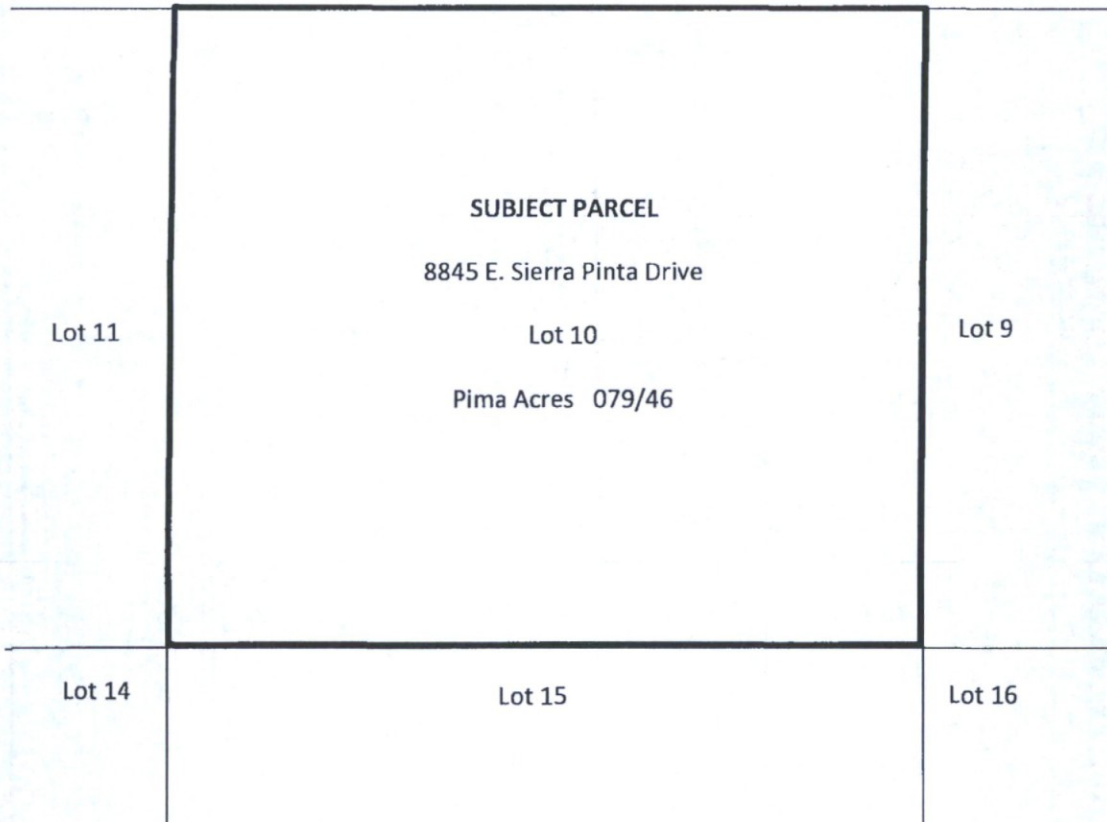 SUBJECT PARCEL
8845 E. Sierra Pinta Drive
Lot 11
Lot 10
Lot 9
Pima Acres 079/46
Lot 14
Lot 15
Lot 16